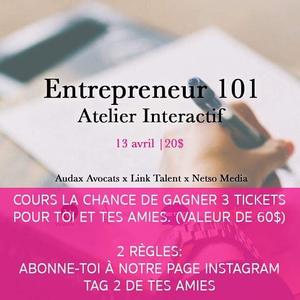 Entrepreneur 101
Atelier Interactif
13 avril |20$
Audax Avocats x Link Talent x Netso Media
COURS LA CHANCE DE GAGNER 3 TICKETS
POUR TOI ET TES AMIES. (VALEUR DE 60$)
2 RÈGLES:
ABONNE-TOI À NOTRE PAGE INSTAGRAM
TAG 2 DE TES AMIES